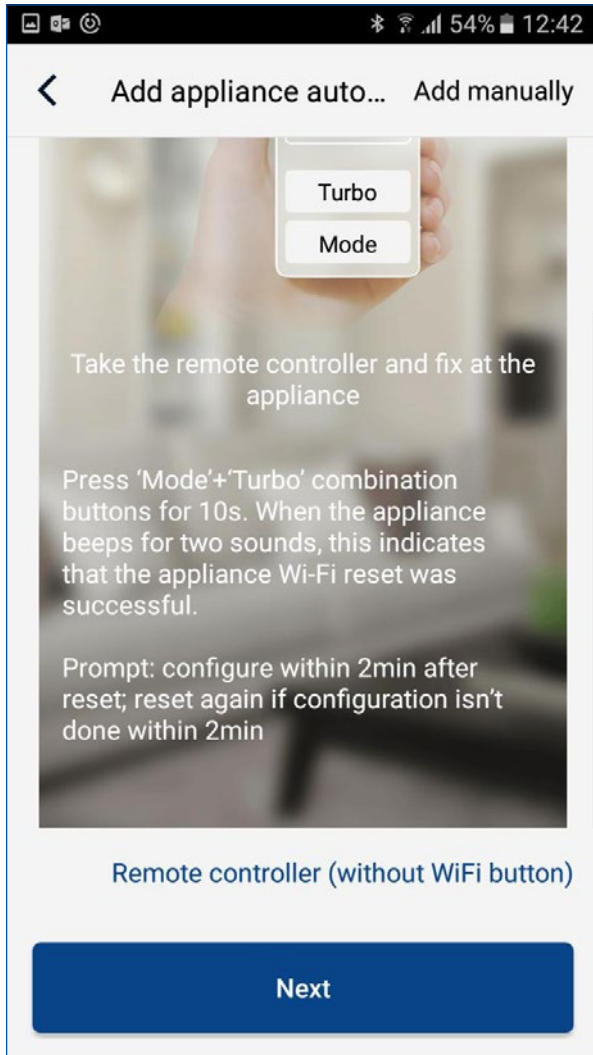 54% 12:42
Add appliance auto... Add manually
Turbo
Mode
Take the remote controller and fix at the
appliance
Press ‘Mode’+‘Turbo’ combination
buttons for 10s. When the appliance
beeps for two sounds, this indicates
that the appliance Wi-Fi reset was
successful.
Prompt: configure within 2min after
reset; reset again if configuration isn’t
done within 2min
Remote controller (without WiFi button)
Next